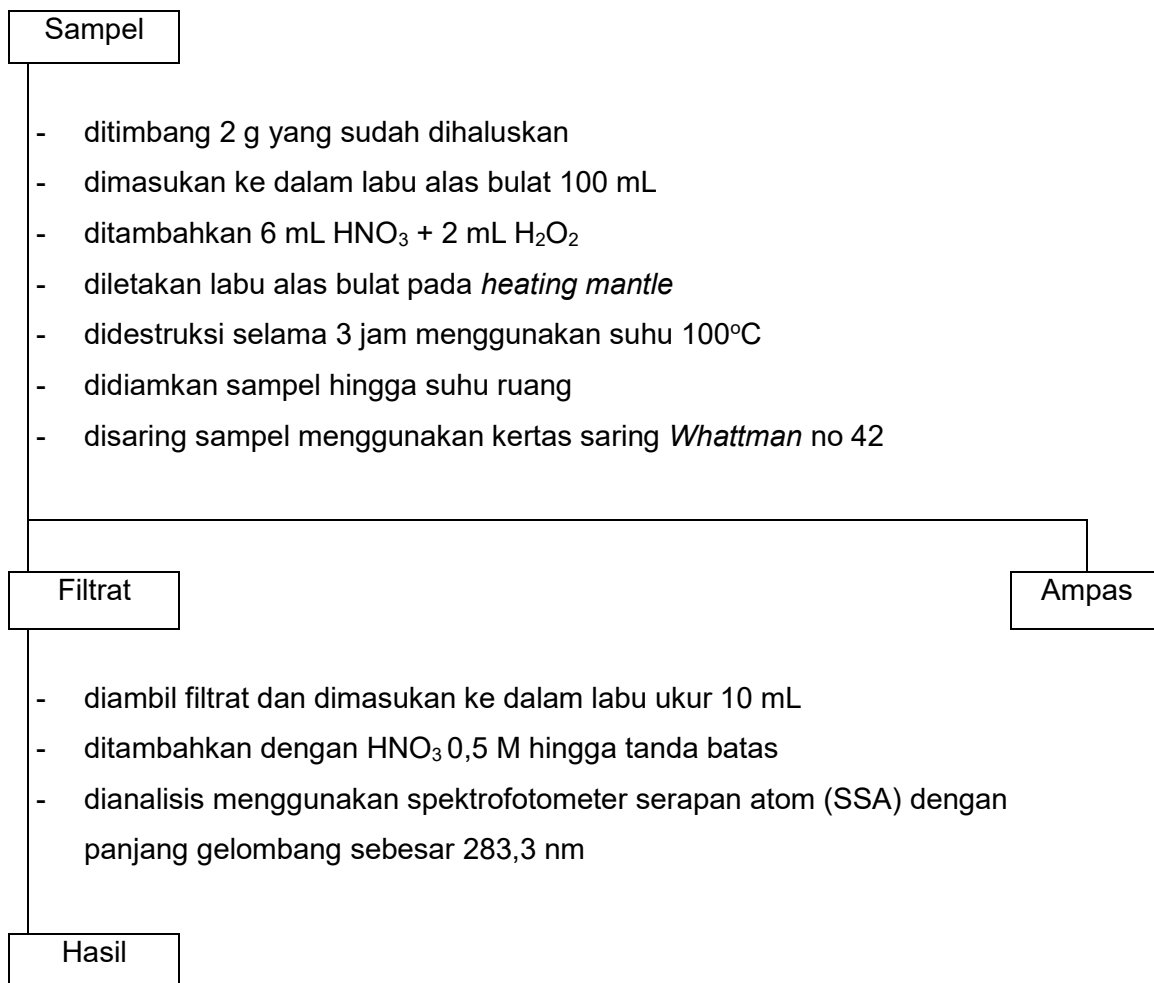 Sampel
- ditimbang 2 g yang sudah dihaluskan
- dimasukan ke dalam labu alas bulat 100 mL
- ditambahkan 6 mL HNO₃ + 2 mL H₂O₂
- diletakan labu alas bulat pada heating mantle
- didestruksi selama 3 jam menggunakan suhu 100ºC
- didiamkan sampel hingga suhu ruang
- disaring sampel menggunakan kertas saring Whattman no 42
Filtrat Ampas
- diambil filtrat dan dimasukan ke dalam labu ukur 10 mL
- ditambahkan dengan HNO₃ 0,5 M hingga tanda batas
- dianalisis menggunakan spektrofotometer serapan atom (SSA) dengan
panjang gelombang sebesar 283,3 nm
Hasil